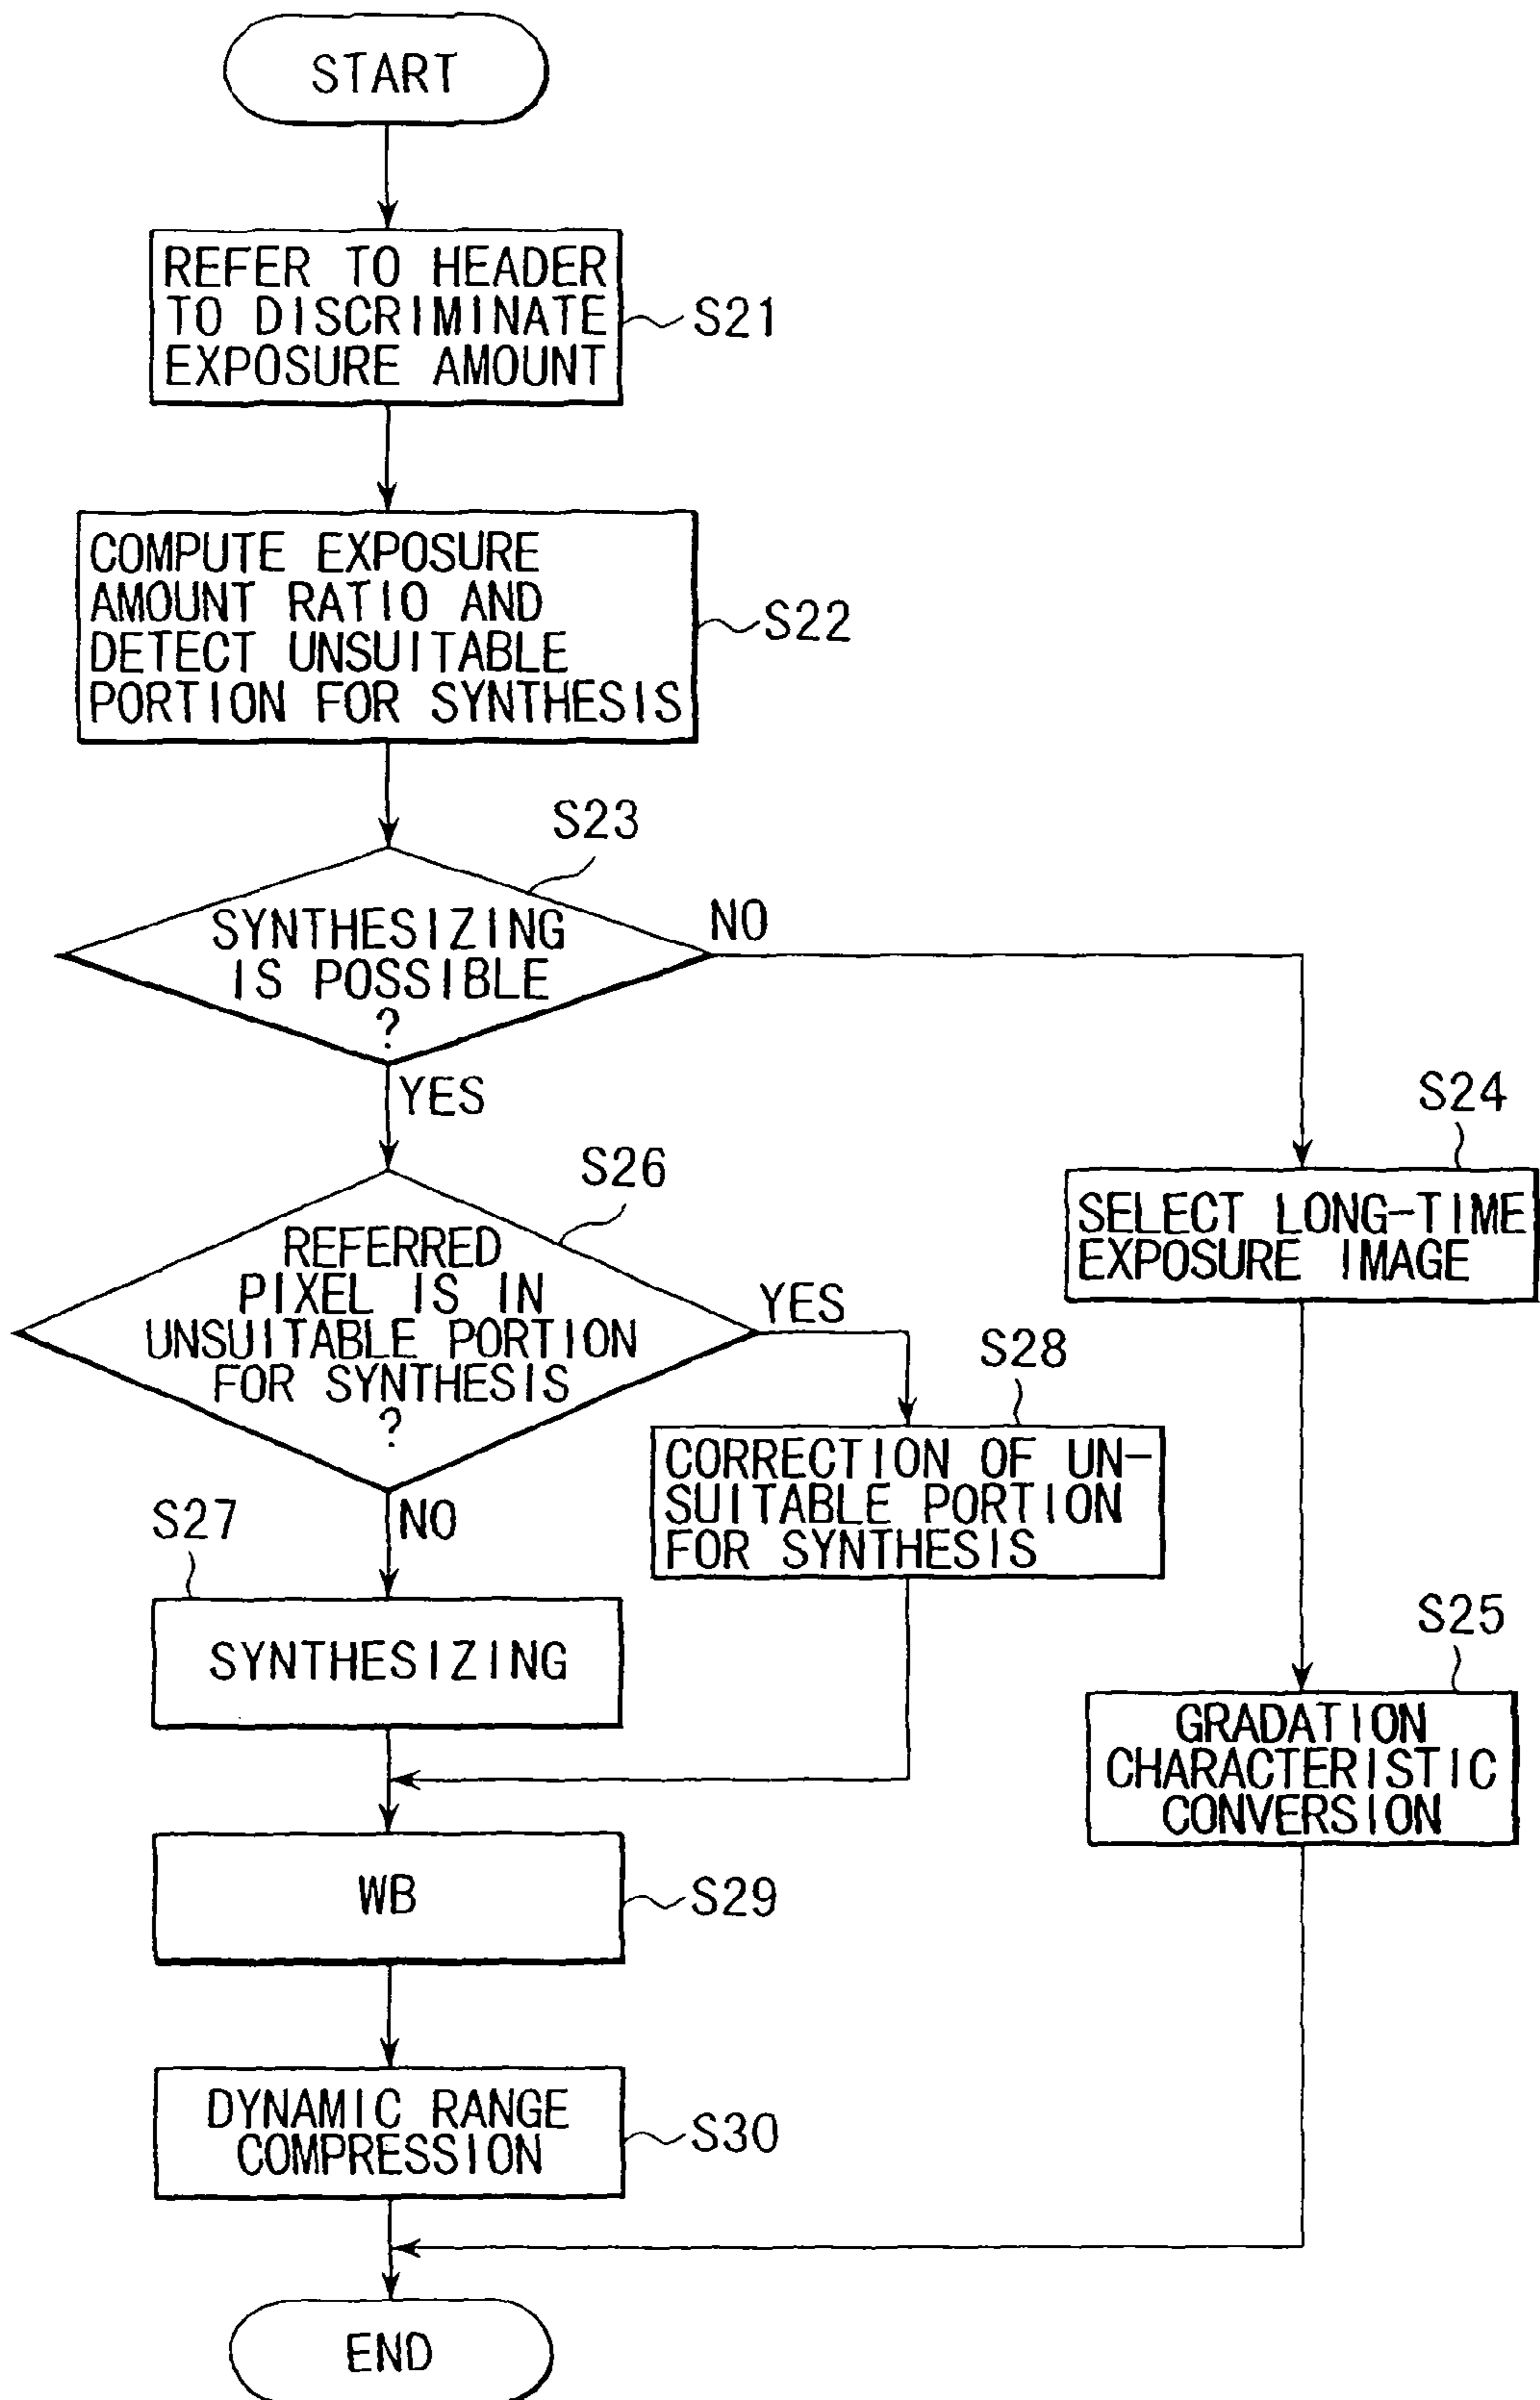 START
REFER TO HEADER
TO DISCRIMINATE
EXPOSURE AMOUNT
S21
COMPUTE EXPOSURE
AMOUNT RATIO AND
DETECT UNSUITABLE
PORTION FOR SYNTHESIS
S22
S23
SYNTHESIZING
IS POSSIBLE
?
NO
YES
S24
SELECT LONG-TIME
EXPOSURE IMAGE
S26
REFERRED
PIXEL IS IN
UNSUITABLE PORTION
FOR SYNTHESIS
?
YES
NO
S28
CORRECTION OF UN-
SUITABLE PORTION
FOR SYNTHESIS
S27
SYNTHESIZING
S25
GRADATION
CHARACTERISTIC
CONVERSION
WB
S29
DYNAMIC RANGE
COMPRESSION
S30
END